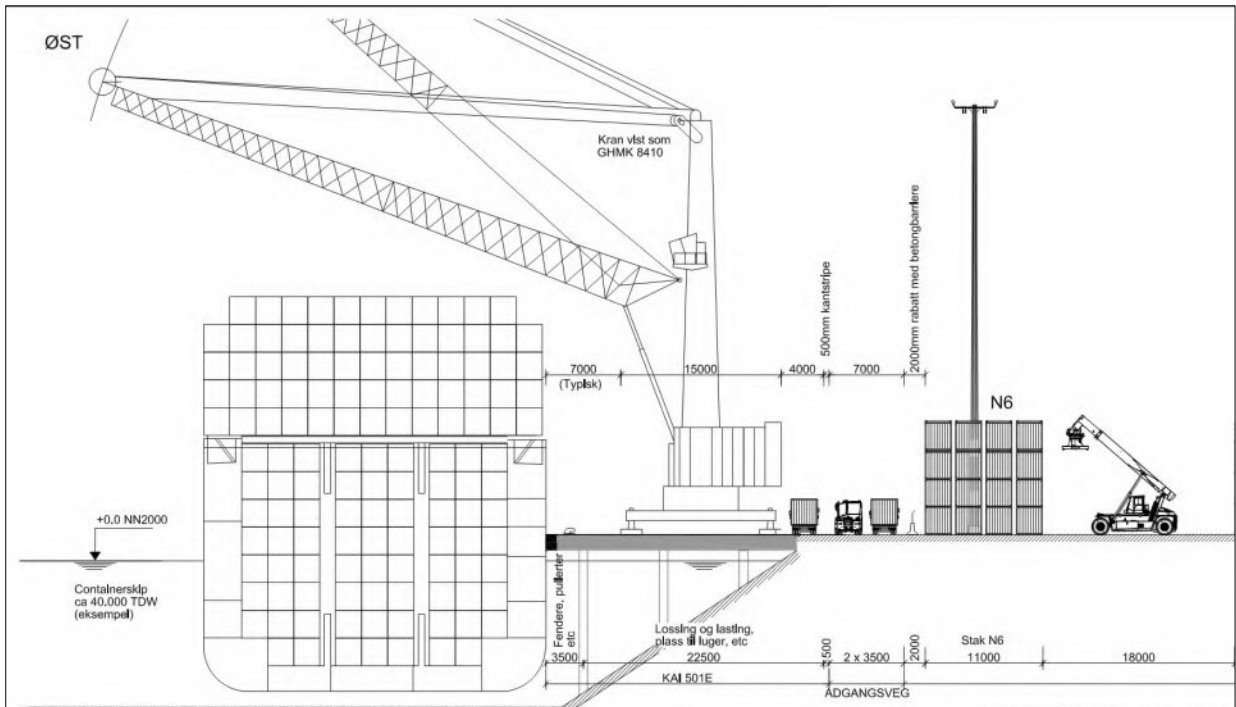 ØST
Kran vist som
GHMK 8410
500mm kantstripe
2000mm rabatt med betongbarriere
7000
(Typisk)
15000
4000
7000
N6
+0.0 NN2000
Containerskip
ca 40.000 TDW
(eksempel)
Fendere, pullerter
etc
Lossing og lasting,
plass til luger, etc
Stak N6
3500
22500
500
2 x 3500
2000
11000
18000
KAI 501E
ADGANGSVEG